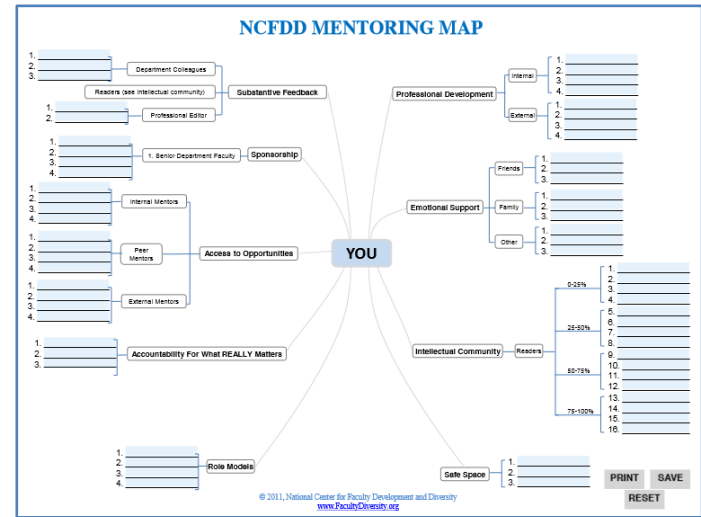 NCFDD MENTORING MAP
1.
2.
3.
Department Colleagues
Readers (see intellectual community)
1.
2.
Professional Editor
Substantive Feedback
1.
2.
3.
4.
1. Senior Department Faculty
Sponsorship
1.
2.
3.
4.
Internal Mentors
1.
2.
3.
4.
Peer
Mentors
1.
2.
3.
4.
External Mentors
Access to Opportunities
1.
2.
3.
Accountability For What REALLY Matters
1.
2.
3.
4.
Role Models
YOU
Professional Development
Internal
1.
2.
3.
4.
External
1.
2.
3.
4.
Emotional Support
Friends
1.
2.
3.
Family
1.
2.
3.
Other
1.
2.
3.
Intellectual Community
Readers
0-25%
1.
2.
3.
4.
25-50%
5.
6.
7.
8.
50-75%
9.
10.
11.
12.
75-100%
13.
14.
15.
16.
Safe Space
1.
2.
3.
PRINT SAVE
RESET
© 2011, National Center for Faculty Development and Diversity
www.FacultyDiversity.org